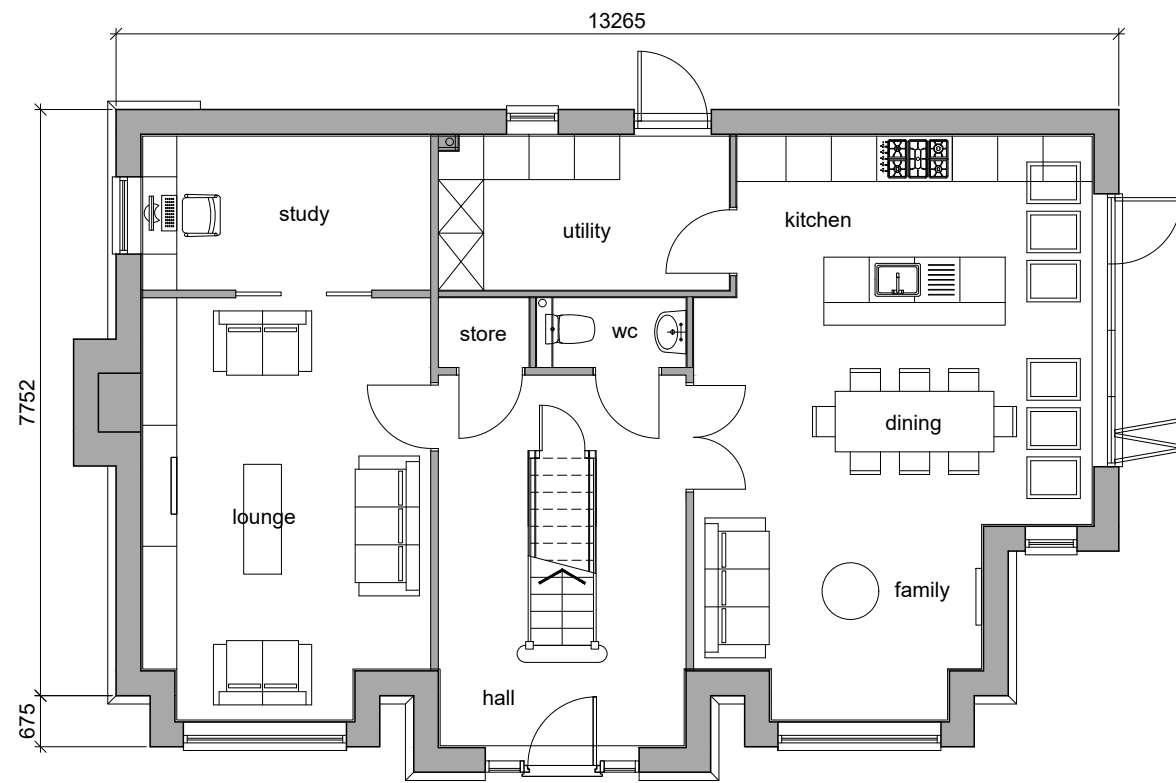 13265
study
utility
kitchen
store
wc
7752
dining
lounge
family
hall
675